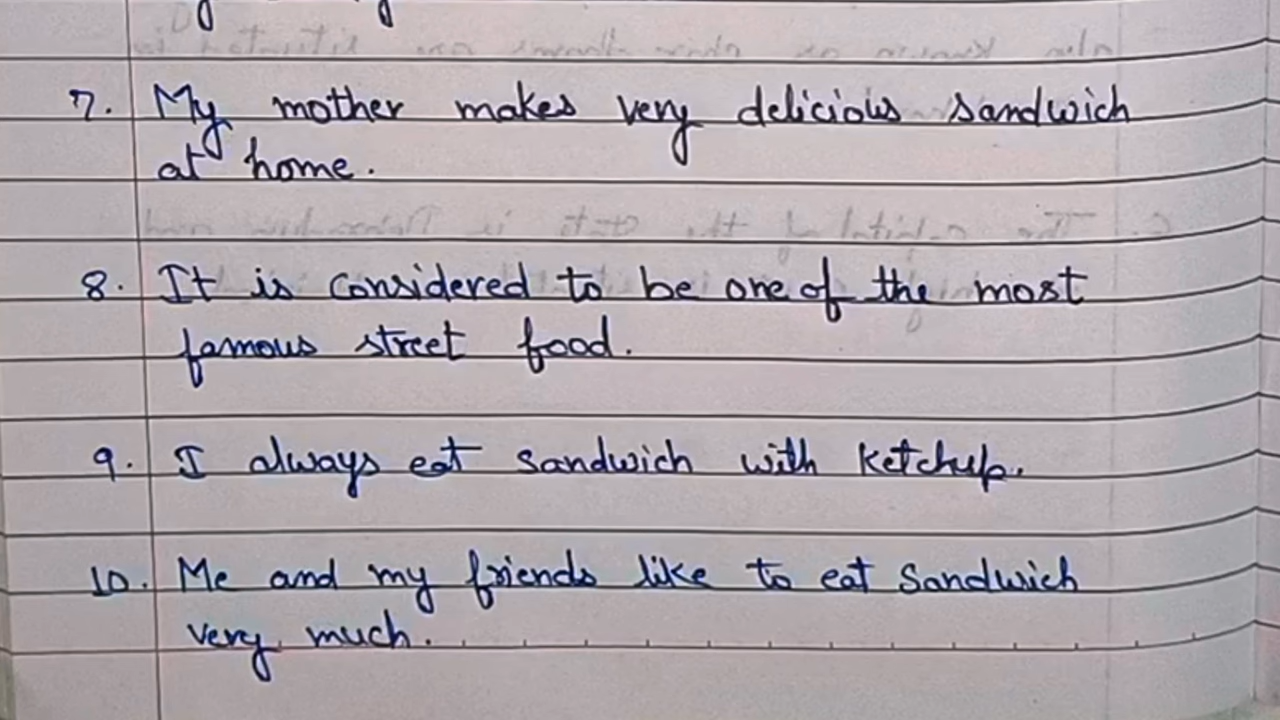 7. My mother makes very delicious sandwich
at home.
8. It is considered to be one of the most
famous street food.
9. I always eat sandwich with ketchup.
10. Me and my friends like to eat sandwich
very much.